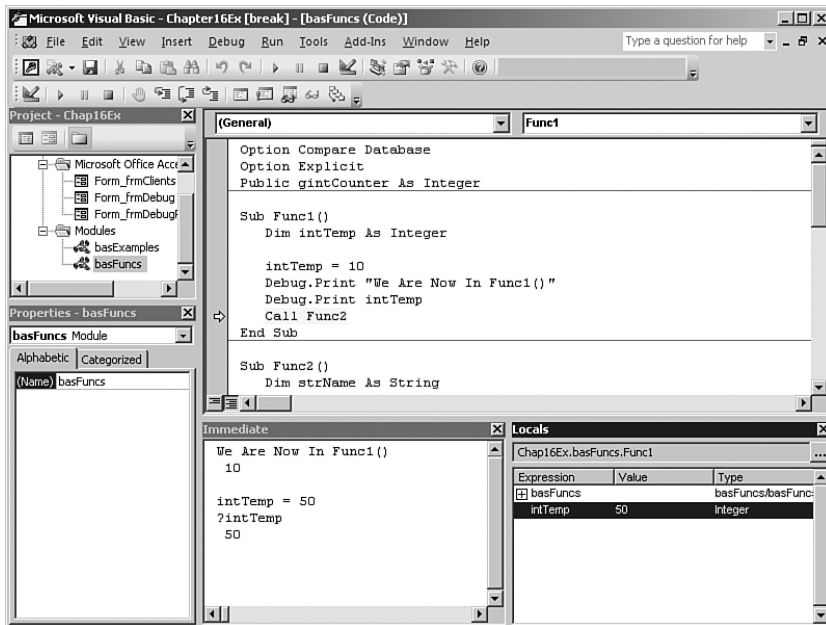 Microsoft Visual Basic - Chapter16Ex [break] - [basFuncs (Code)]
File Edit View Insert Debug Run Tools Add-Ins Window Help
Type a question for help
Project - Chap16Ex
Microsoft Office Acce
Form_frmClients
Form_frmDebug
Form_frmDebugF
Modules
basExamples
basFuncs
Properties - basFuncs
basFuncs Module
Alphabetic Categorized
(Name) basFuncs
(General) Func1
Option Compare Database
Option Explicit
Public gintCounter As Integer
Sub Func1()
Dim intTemp As Integer
intTemp = 10
Debug.Print "We Are Now In Func1()"
Debug.Print intTemp
Call Func2
End Sub
Sub Func2()
Dim strName As String
Immediate
We Are Now In Func1()
10
intTemp = 50
?intTemp
50
Locals
Chap16Ex.basFuncs.Func1
...
Expression Value Type
basFuncs basFuncs/basFunc
intTemp 50 Integer